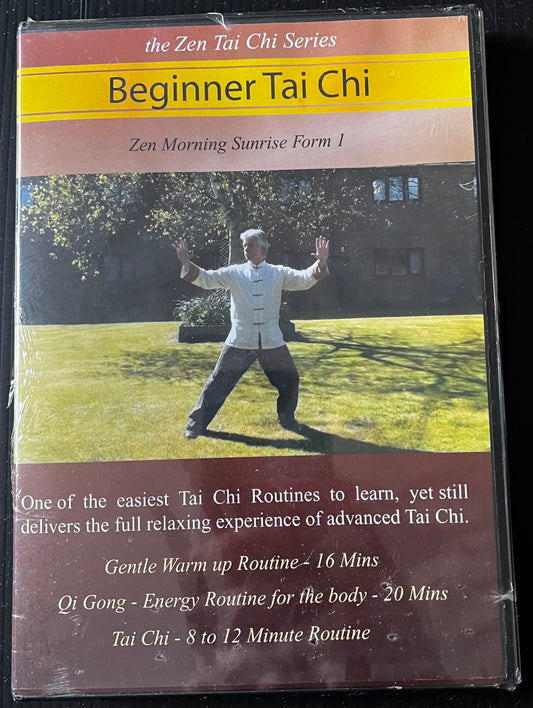 the Zen Tai Chi Series
Beginner Tai Chi
Zen Morning Sunrise Form 1
One of the easiest Tai Chi Routines to learn, yet still
delivers the full relaxing experience of advanced Tai Chi.
Gentle Warm up Routine - 16 Mins
Qi Gong - Energy Routine for the body - 20 Mins
Tai Chi - 8 to 12 Minute Routine